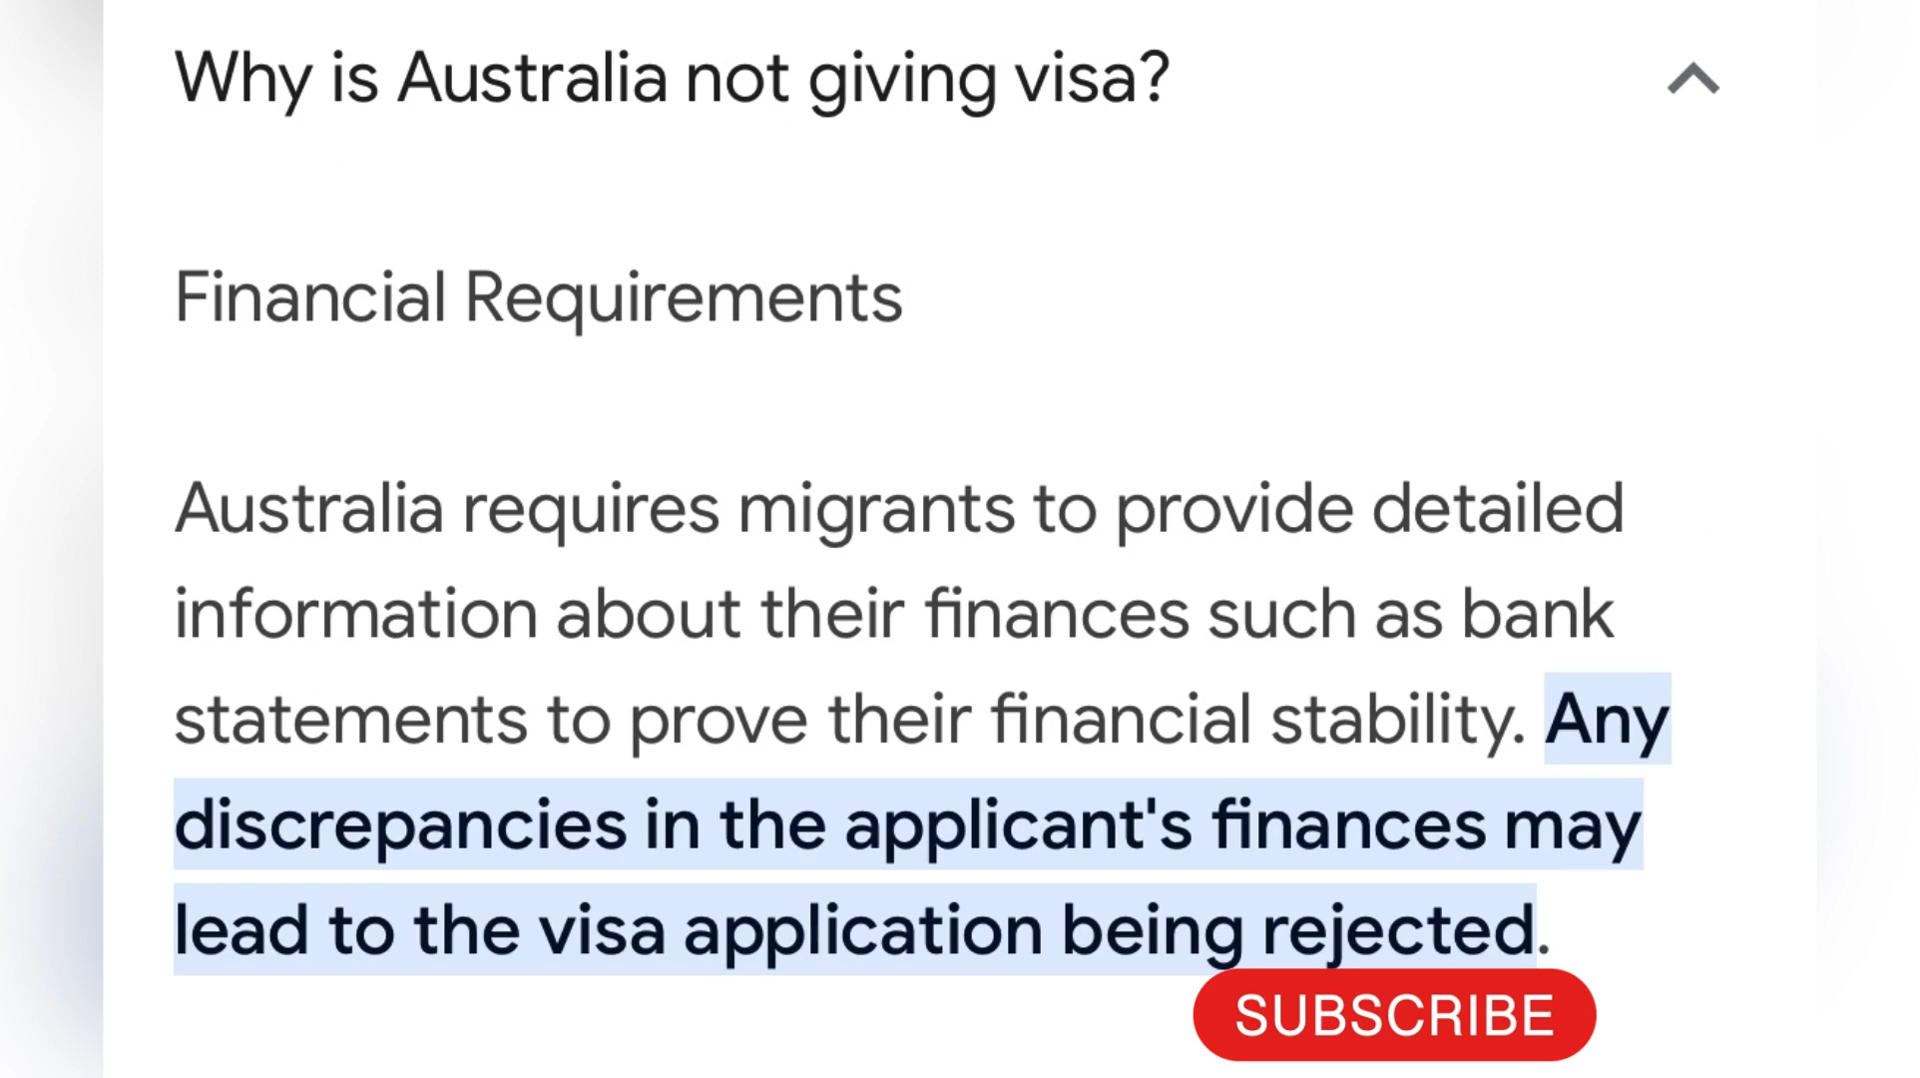 Why is Australia not giving visa?
Financial Requirements
Australia requires migrants to provide detailed
information about their finances such as bank
statements to prove their financial stability. Any
discrepancies in the applicant's finances may
lead to the visa application being rejected.
SUBSCRIBE